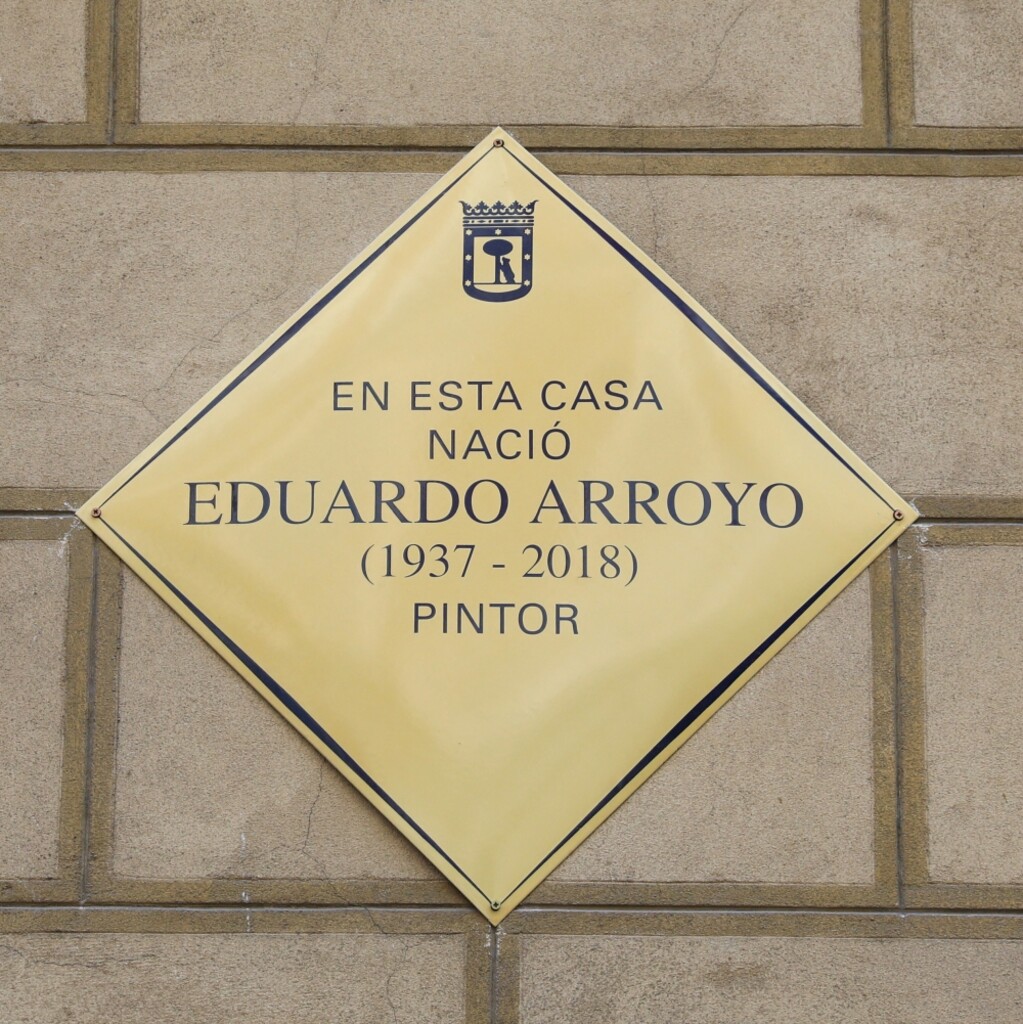 EN ESTA CASA
NACIÓ
EDUARDO ARROYO
(1937 - 2018)
PINTOR